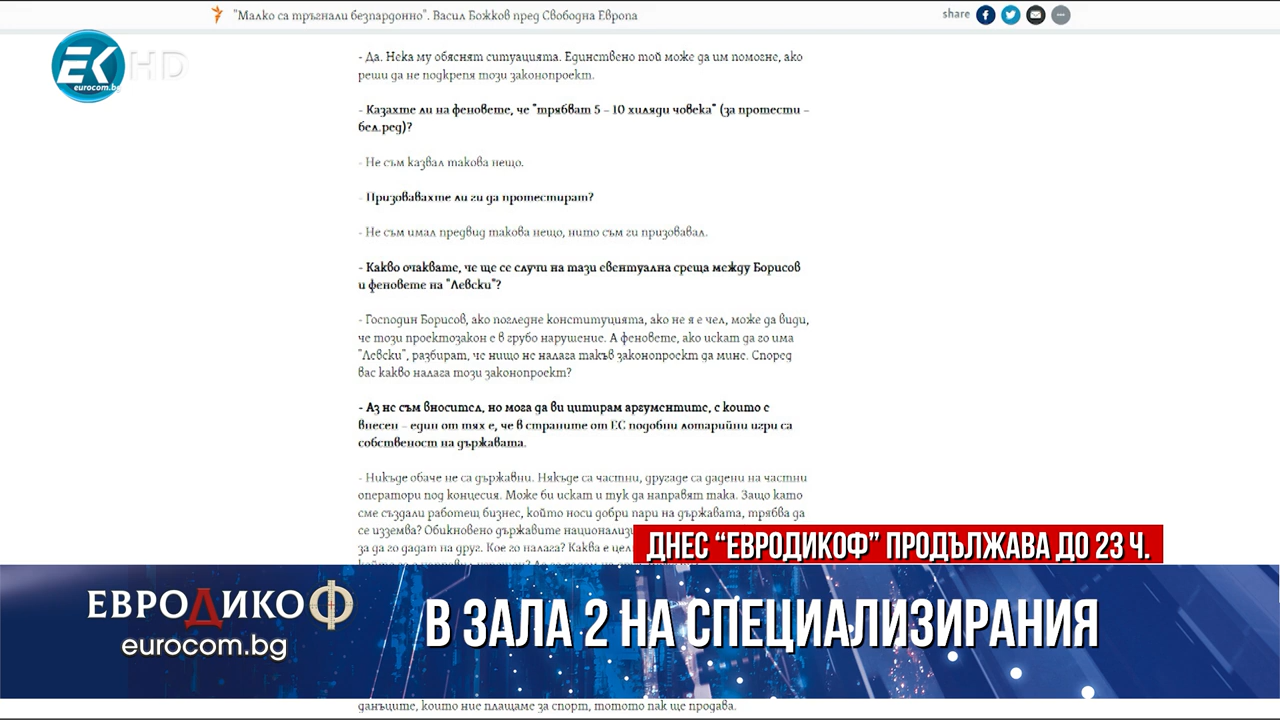 "Малко са тръгнали безпардонно". Васил Божков пред Свободна Европа
share
EK HD
eurocom.bg
- Да. Нека му обяснят ситуацията. Единствено той може да им помогне, ако
реши да не подкрепя този законопроект.
- Казахте ли на феновете, че "трябват 5 – 10 хиляди човека" (за протести –
бел.ред)?
- Не съм казвал такова нещо.
- Призовавахте ли ги да протестират?
- Не съм имал предвид такова нещо, нито съм ги призовавал.
- Какво очаквате, че ще се случи на тази евентуална среща между Борисов
и феновете на "Левски"?
- Господин Борисов, ако погледне конституцията, ако не я е чел, може да види,
че този проектозакон е в грубо нарушение. А феновете, ако искат да го има
"Левски", разбират, че нищо не налага такъв законопроект да мине. Според
вас какво налага този законопроект?
- Аз не съм вносител, но мога да ви цитирам аргументите, с които е
внесен – един от тях е, че в страните от ЕС подобни лотарийни игри са
собственост на държавата.
- Никъде обаче не са държавни. Някъде са частни, другаде са дадени на частни
оператори под концесия. Може би искат и тук да направят така. Защо като
сме създали работещ бизнес, който носи добри пари на държавата, трябва да
се изземва? Обикновено държавите национализи
за да го дадат на друг. Кое го налага? Каква е цел
ДНЕС “ЕВРОДИКОФ” ПРОДЪЛЖАВА ДО 23 Ч.
ЕВРОДИКОФ
eurocom.bg
В ЗАЛА 2 НА СПЕЦИАЛИЗИРАНИЯ
данъците, които ние плащаме за спорт, тотото пак ще продава.